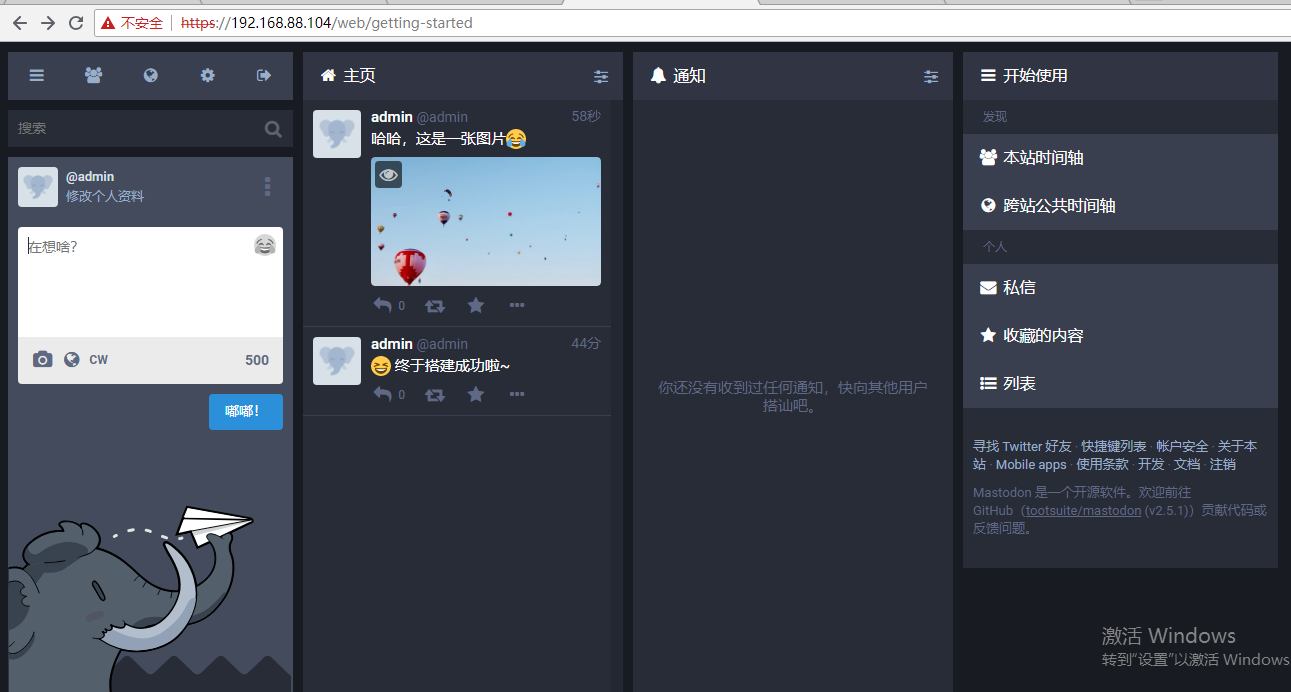 不安全 https://192.168.88.104/web/getting-started
搜索
@admin
修改个人资料
在想啥?
CW
500
嘟嘟!
主页
admin @admin
58秒
哈哈，这是一张图片😂
0
admin @admin
44分
😆 终于搭建成功啦~
0
通知
你还没有收到过任何通知，快向其他用户
搭讪吧。
开始使用
发现
本站时间轴
跨站公共时间轴
个人
私信
收藏的内容
列表
寻找 Twitter 好友 · 快捷键列表 · 帐户安全 · 关于本
站 · Mobile apps · 使用条款 · 开发 · 文档 · 注销
Mastodon 是一个开源软件。欢迎前往
GitHub（tootsuite/mastodon (v2.5.1)）贡献代码或
反馈问题。
激活 Windows
转到"设置"以激活 Windows